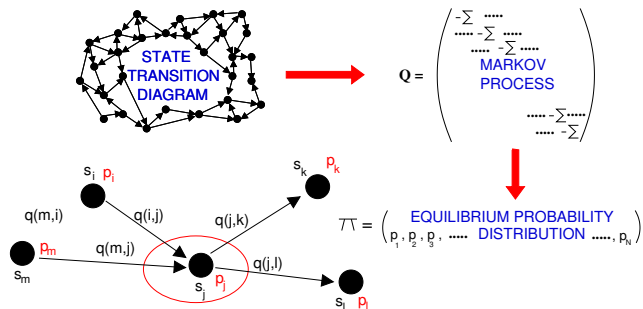 STATE
TRANSITION
DIAGRAM
Q =
-∑ .....
..... -∑ .....
..... -∑ .....
MARKOV
PROCESS
..... -∑ .....
..... -∑
s_i p_i
s_k p_k
q(m,i)
q(i,j)
q(j,k)
p_m
q(m,j)
s_m
p_j
s_j
q(j,l)
s_l p_l
π = ( p_1 , p_2 , p_3 , ..... ..... , p_N )
EQUILIBRIUM PROBABILITY
DISTRIBUTION